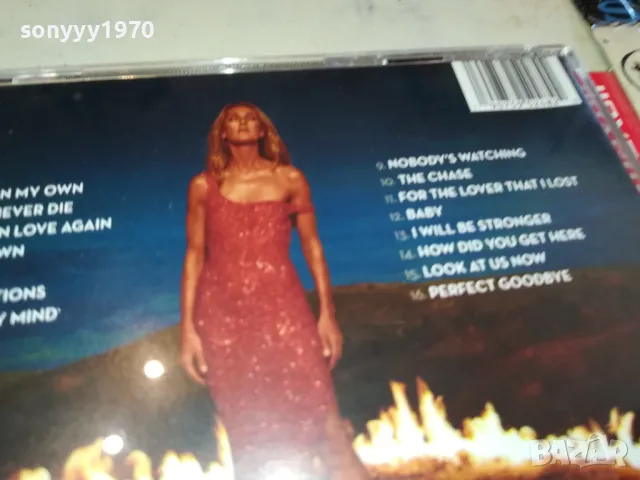 sonyyy1970
N MY OWN
EVER DIE
N LOVE AGAIN
WN
TIONS
Y MIND'
9. NOBODY'S WATCHING
10. THE CHASE
11. FOR THE LOVER THAT I LOST
12. BABY
13. I WILL BE STRONGER
14. HOW DID YOU GET HERE
15. LOOK AT US NOW
16. PERFECT GOODBYE
BAZAR